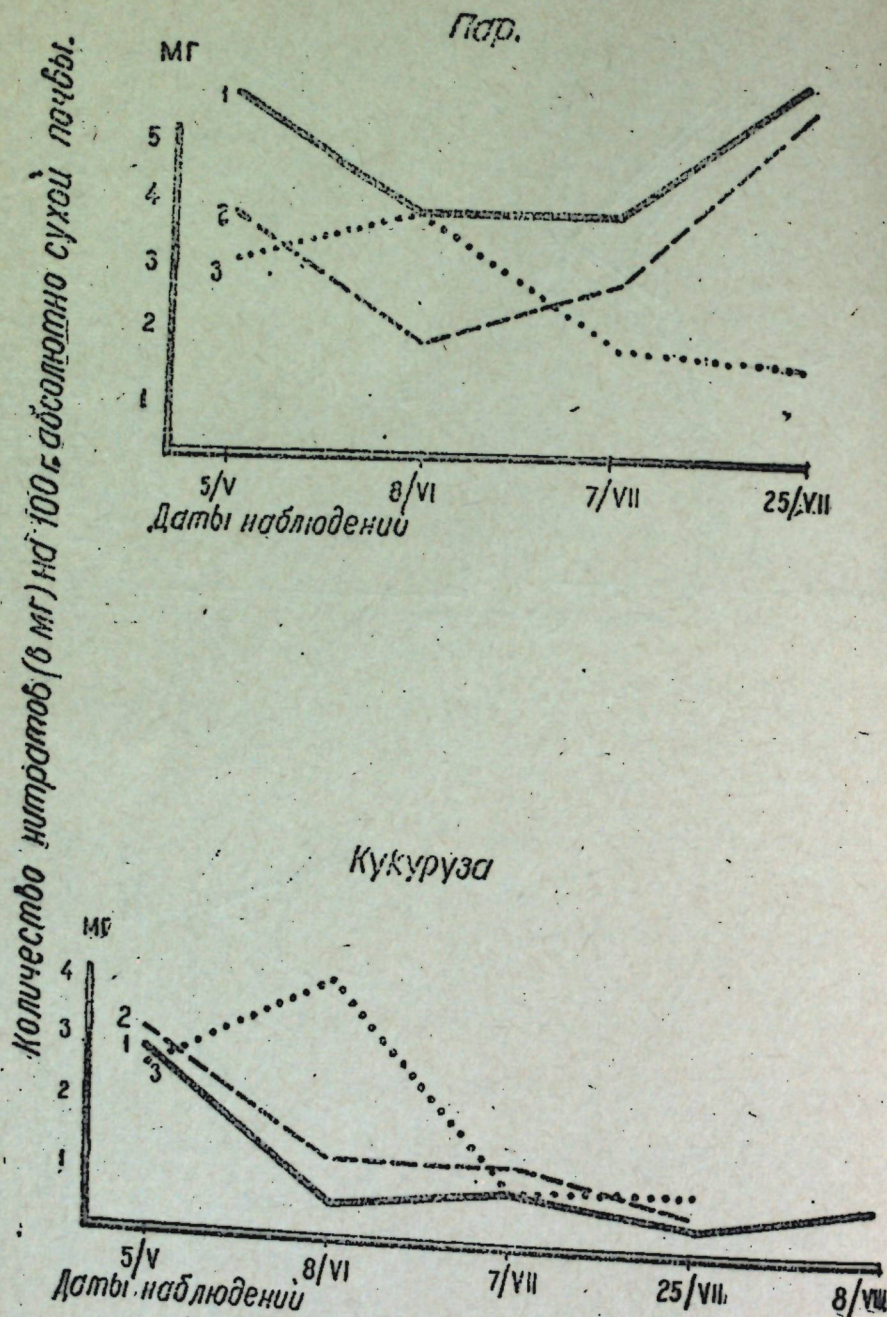 Количество нитратов (в мг) на 100 г. абсолютно сухой почвы.
Пар.
мг
5
4
3
2
1
1
2
3
5/V
8/VI
7/VII
25/VII
Даты наблюдений
Кукуруза
мг
4
3
2
1
2
1
3
5/V
8/VI
7/VII
25/VII
8/VIII
Даты наблюдений